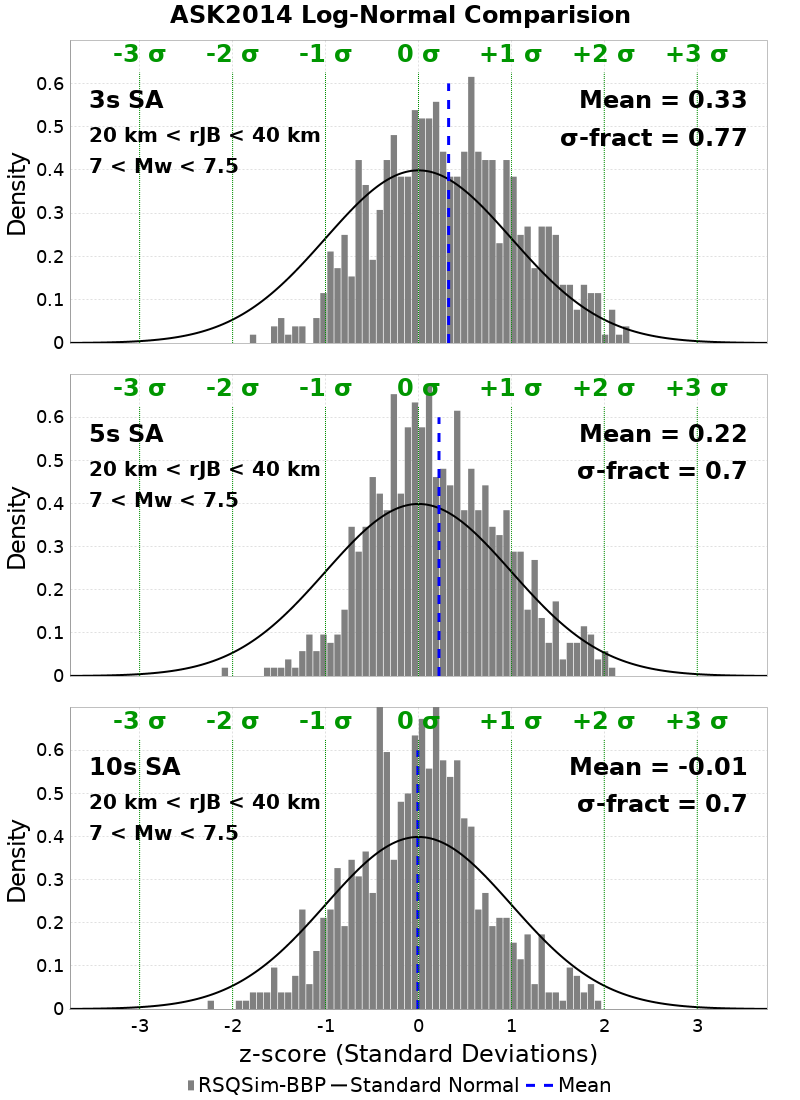 ASK2014 Log-Normal Comparision
-3 σ -2 σ -1 σ 0 σ +1 σ +2 σ +3 σ
3s SA
20 km < rJB < 40 km
7 < Mw < 7.5
Mean = 0.33
σ-fract = 0.77
Density
0.6
0.5
0.4
0.3
0.2
0.1
0
-3 σ -2 σ -1 σ 0 σ +1 σ +2 σ +3 σ
5s SA
20 km < rJB < 40 km
7 < Mw < 7.5
Mean = 0.22
σ-fract = 0.7
Density
0.6
0.5
0.4
0.3
0.2
0.1
0
-3 σ -2 σ -1 σ 0 σ +1 σ +2 σ +3 σ
10s SA
20 km < rJB < 40 km
7 < Mw < 7.5
Mean = -0.01
σ-fract = 0.7
Density
0.6
0.5
0.4
0.3
0.2
0.1
0
-3 -2 -1 0 1 2 3
z-score (Standard Deviations)
RSQSim-BBP Standard Normal Mean